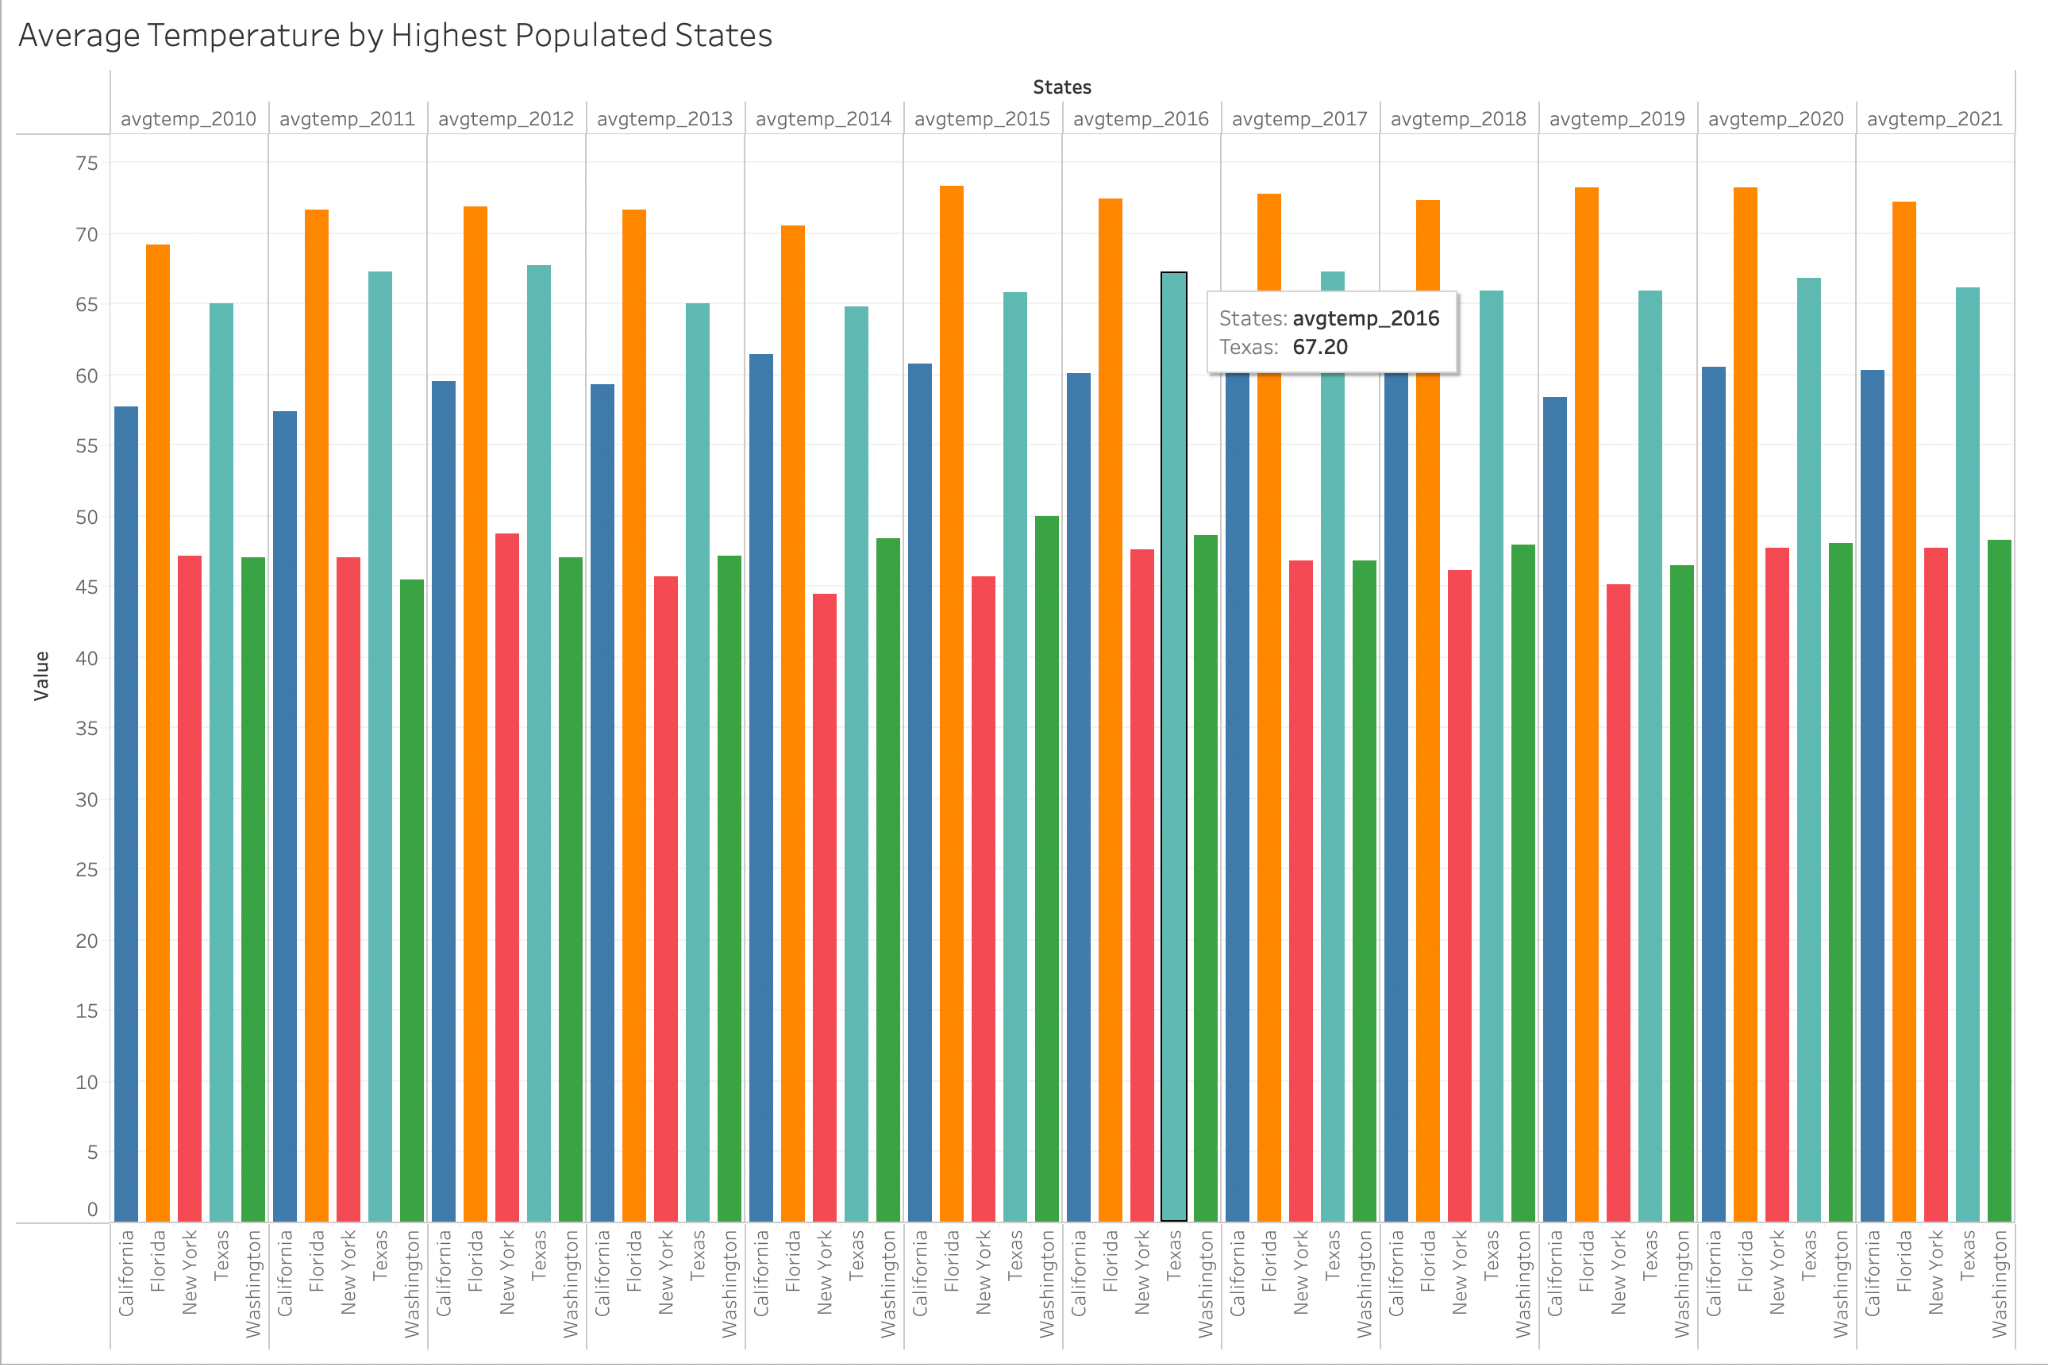 Average Temperature by Highest Populated States
States
avgtemp_2010 avgtemp_2011 avgtemp_2012 avgtemp_2013 avgtemp_2014 avgtemp_2015 avgtemp_2016 avgtemp_2017 avgtemp_2018 avgtemp_2019 avgtemp_2020 avgtemp_2021
75
70
65
States: avgtemp_2016
Texas: 67.20
60
55
50
45
40
Value
35
30
25
20
15
10
5
0
California Florida New York Texas Washington California Florida New York Texas Washington California Florida New York Texas Washington California Florida New York Texas Washington California Florida New York Texas Washington California Florida New York Texas Washington California Florida New York Texas Washington California Florida New York Texas Washington California Florida New York Texas Washington California Florida New York Texas Washington California Florida New York Texas Washington California Florida New York Texas Washington